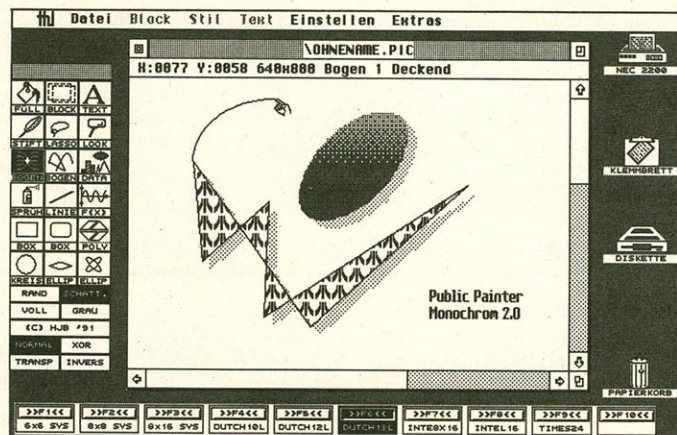 Datei Block Stil Text Einstellen Extras
\OHNENAME.PIC
X:0077 Y:0058 640x800 Bogen 1 Deckend
NEC 2200
FÜLL BLOCK TEXT
STIFT LASSO LOOK
BOGEN BOGEN DATA
SPRÜH LINIE F(X)
BOX BOX POLY
KREIS ELLIP ELLIP
RAND SCHATT.
VOLL GRAU
(C) HJB '91
NORMAL XOR
TRANSP INVERS
KLEMMBRETT
DISKETTE
Public Painter
Monochrom 2.0
PAPIERKORB
>>F1<< >>F2<< >>F3<< >>F4<< >>F5<< >>F6<< >>F7<< >>F8<< >>F9<< >>F10<<
6x6 SYS 8x8 SYS 8x16 SYS DUTCH10L DUTCH12L DUTCH15L INTE8X16 INTEL16 TIMES24